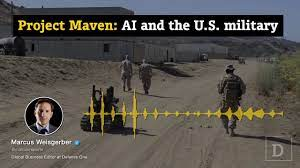 Project Maven: AI and the U.S. military
Marcus Weisgerber
Global Business Editor at Defense One
D